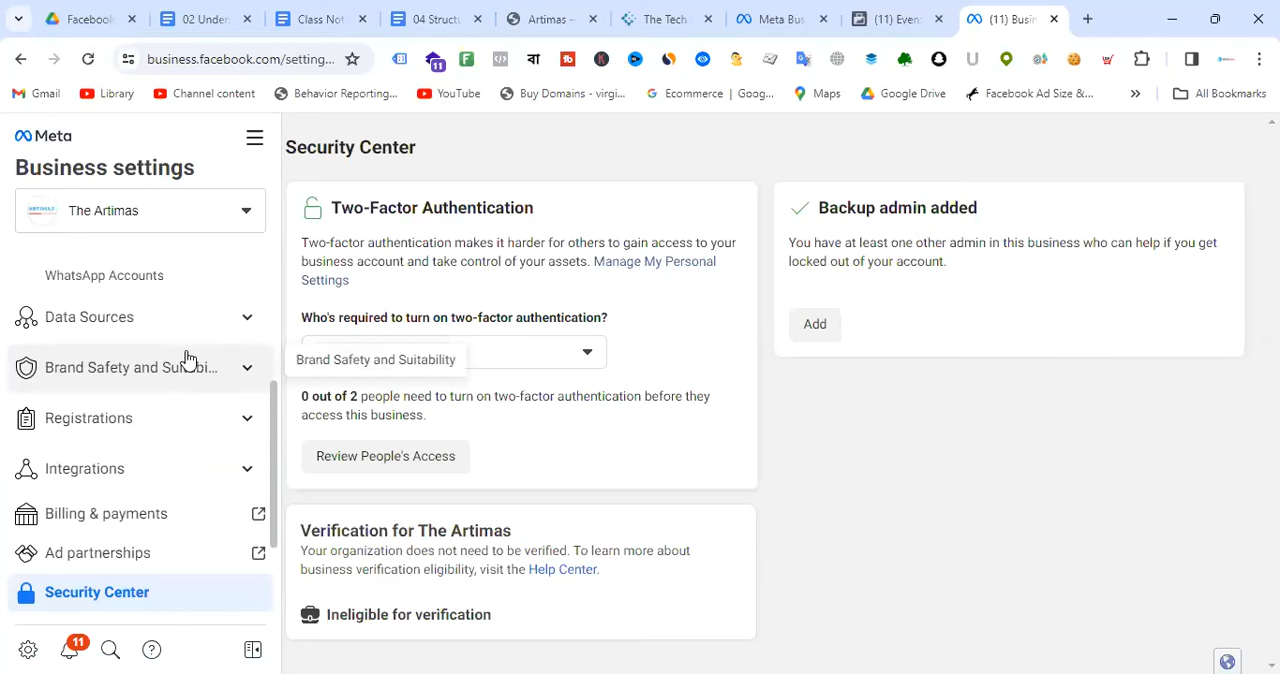 Facebook
02 Under
Class Not
04 Structu
Artimas –
The Tech
Meta Bus
(11) Even
(11) Busin
business.facebook.com/setting...
11
Gmail
Library
Channel content
Behavior Reporting...
YouTube
Buy Domains - virgi...
Ecommerce | Goog...
Maps
Google Drive
Facebook Ad Size &...
All Bookmarks
Meta
Business settings
ARTIMAS
The Artimas
WhatsApp Accounts
Data Sources
Brand Safety and Suitabi...
Registrations
Integrations
Billing & payments
Ad partnerships
Security Center
11
Security Center
Two-Factor Authentication
Two-factor authentication makes it harder for others to gain access to your
business account and take control of your assets. Manage My Personal
Settings
Who's required to turn on two-factor authentication?
Brand Safety and Suitability
0 out of 2 people need to turn on two-factor authentication before they
access this business.
Review People's Access
Backup admin added
You have at least one other admin in this business who can help if you get
locked out of your account.
Add
Verification for The Artimas
Your organization does not need to be verified. To learn more about
business verification eligibility, visit the Help Center.
Ineligible for verification